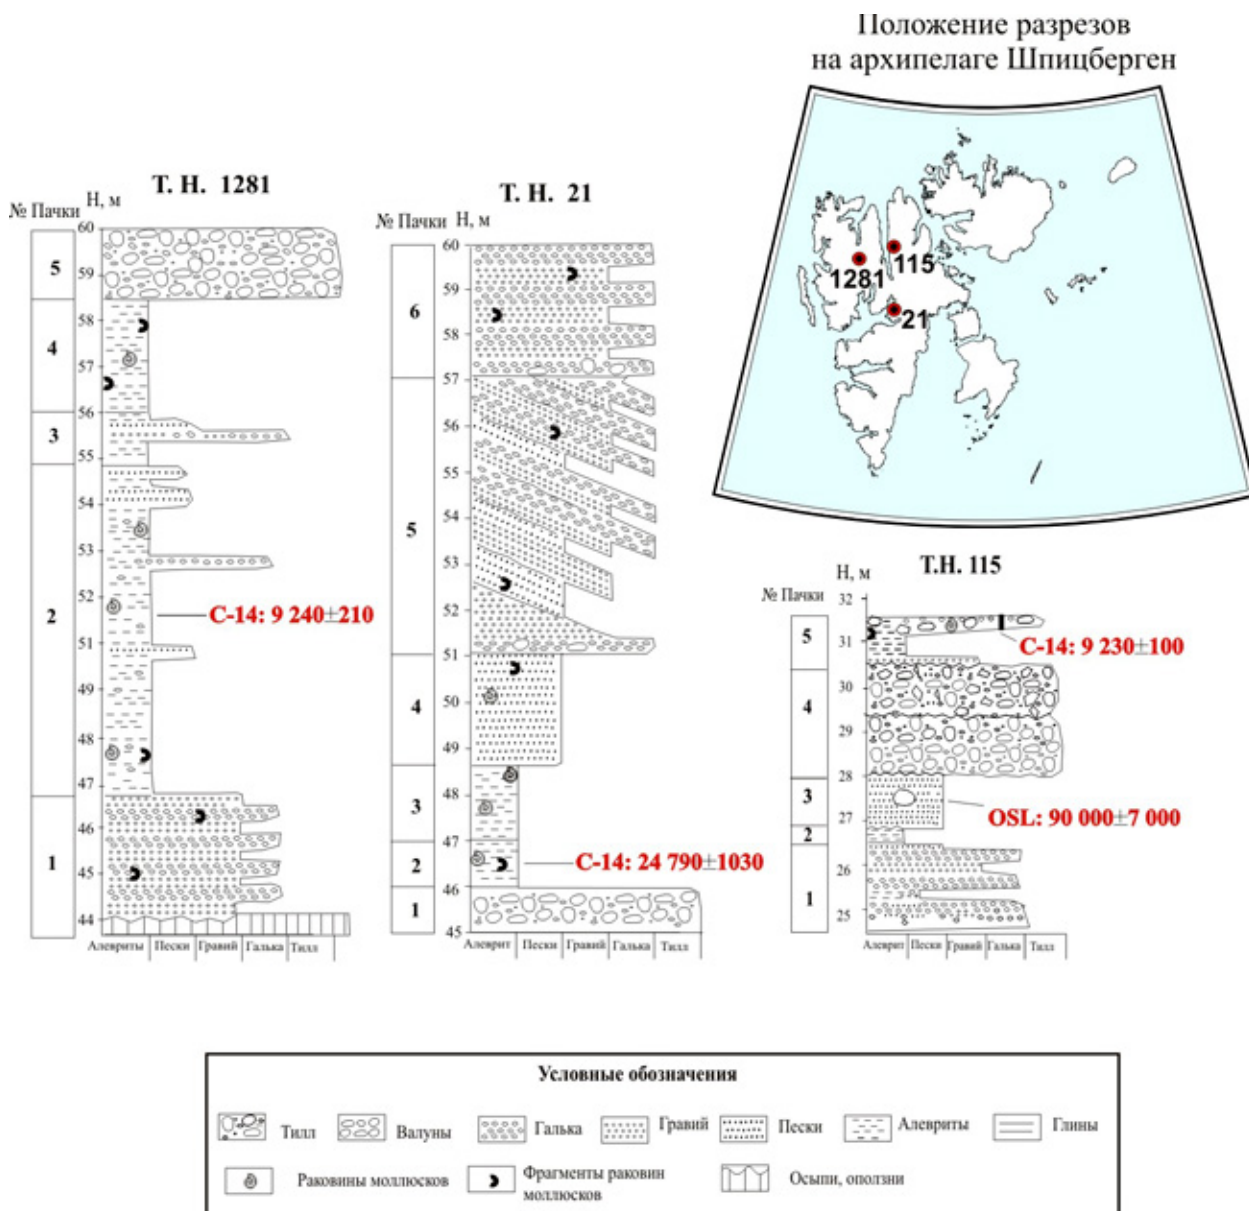 Положение разрезов
на архипелаге Шпицберген
1281
115
21
Т. Н. 1281
№ Пачки
Н, м
60
59
58
57
56
55
54
53
52
51
50
49
48
47
46
45
44
5
4
3
2
1
С-14: 9 240±210
Алевриты
Пески
Гравий
Галька
Тилл
Т. Н. 21
№ Пачки
Н, м
60
59
58
57
56
55
54
53
52
51
50
49
48
47
46
45
6
5
4
3
2
1
С-14: 24 790±1030
Алеврит
Пески
Гравий
Галька
Тилл
Т.Н. 115
№ Пачки
Н, м
32
31
30
29
28
27
26
25
5
4
3
2
1
С-14: 9 230±100
OSL: 90 000±7 000
Алеврит
Пески
Гравий
Галька
Тилл
Условные обозначения
Тилл
Валуны
Галька
Гравий
Пески
Алевриты
Глины
Раковины моллюсков
Фрагменты раковин
моллюсков
Осыпи, оползни